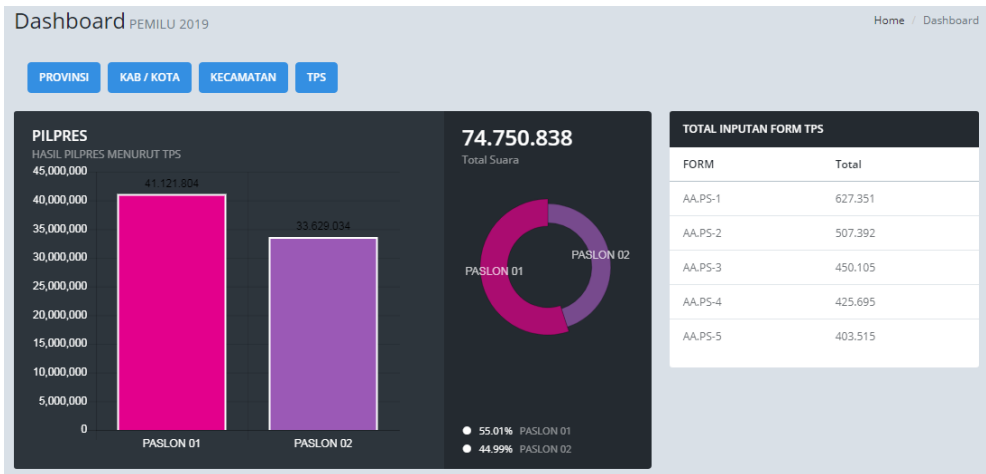 Dashboard PEMILU 2019
Home / Dashboard
PROVINSI
KAB / KOTA
KECAMATAN
TPS
PILPRES
HASIL PILPRES MENURUT TPS
45,000,000
40,000,000
35,000,000
30,000,000
25,000,000
20,000,000
15,000,000
10,000,000
5,000,000
0
41.121.804
33.629.034
PASLON 01
PASLON 02
74.750.838
Total Suara
PASLON 01
PASLON 02
55.01% PASLON 01
44.99% PASLON 02
TOTAL INPUTAN FORM TPS
FORM Total
AA.PS-1 627.351
AA.PS-2 507.392
AA.PS-3 450.105
AA.PS-4 425.695
AA.PS-5 403.515